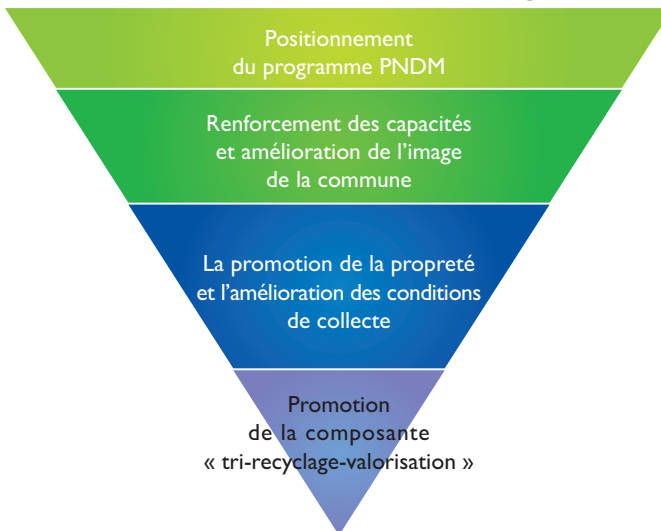 Positionnement
du programme PNDM
Renforcement des capacités
et amélioration de l’image
de la commune
La promotion de la propreté
et l’amélioration des conditions
de collecte
Promotion
de la composante
« tri-recyclage-valorisation »